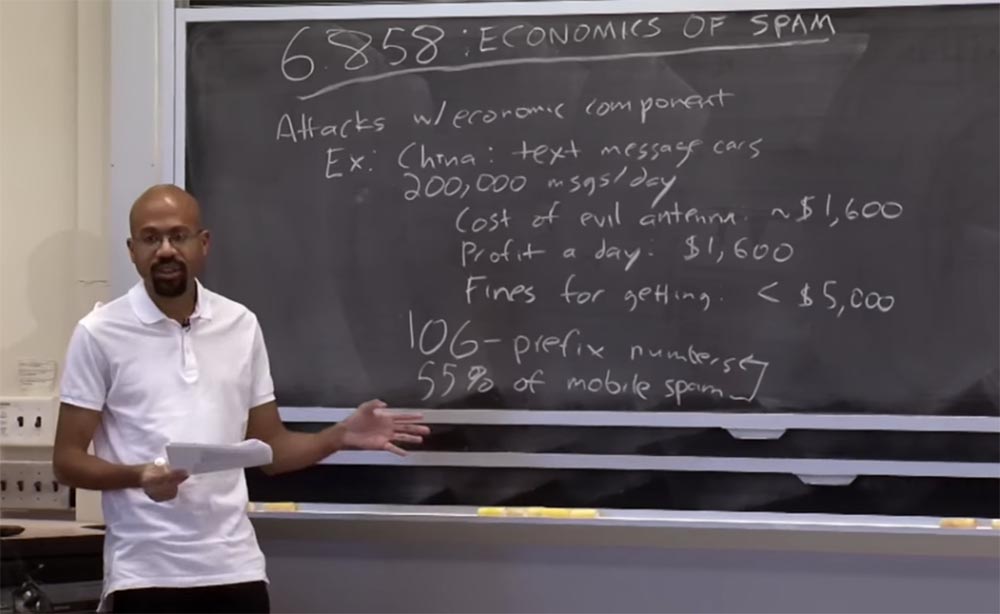 6.858: ECONOMICS OF SPAM
Attacks w/economic component
Ex: China: text message cars
200,000 msgs/day
Cost of evil antenna: ~$1,600
Profit a day: $1,600
Fines for getting: < $5,000
106-prefix numbers
55% of mobile spam